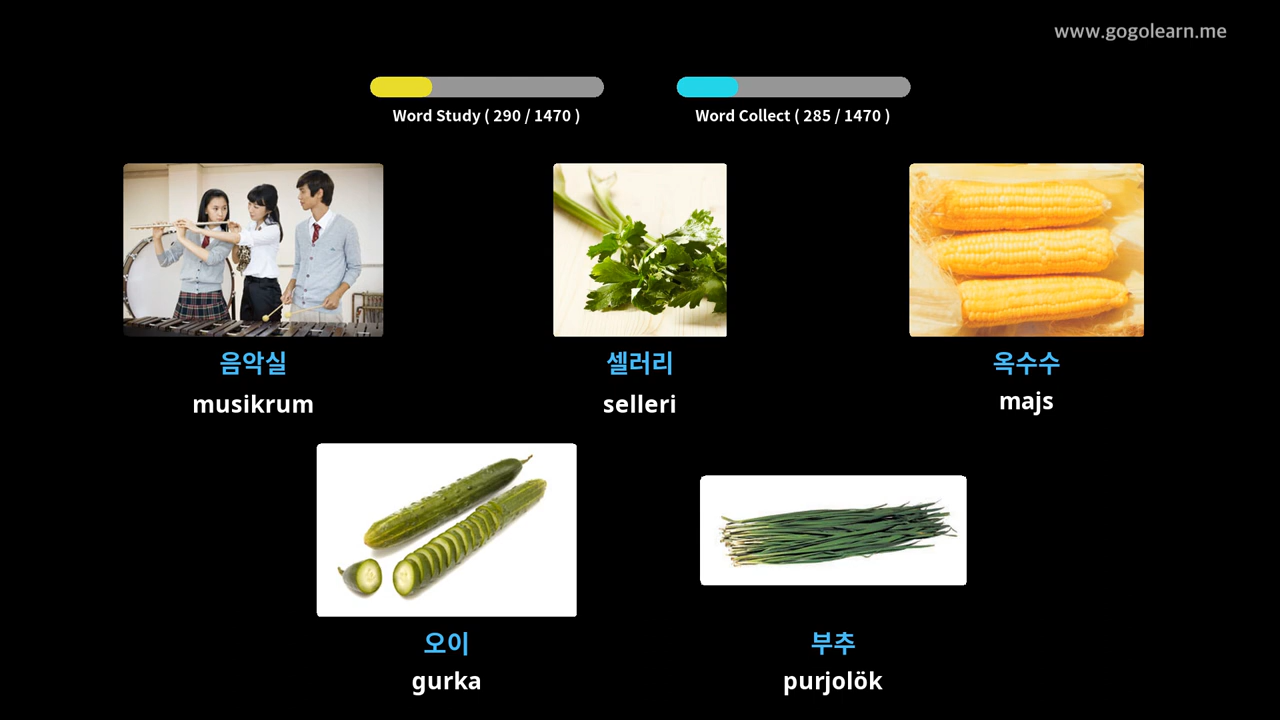 www.gogolearn.me
Word Study ( 290 / 1470 )
Word Collect ( 285 / 1470 )
음악실
musikrum
셀러리
selleri
옥수수
majs
오이
gurka
부추
purjolök